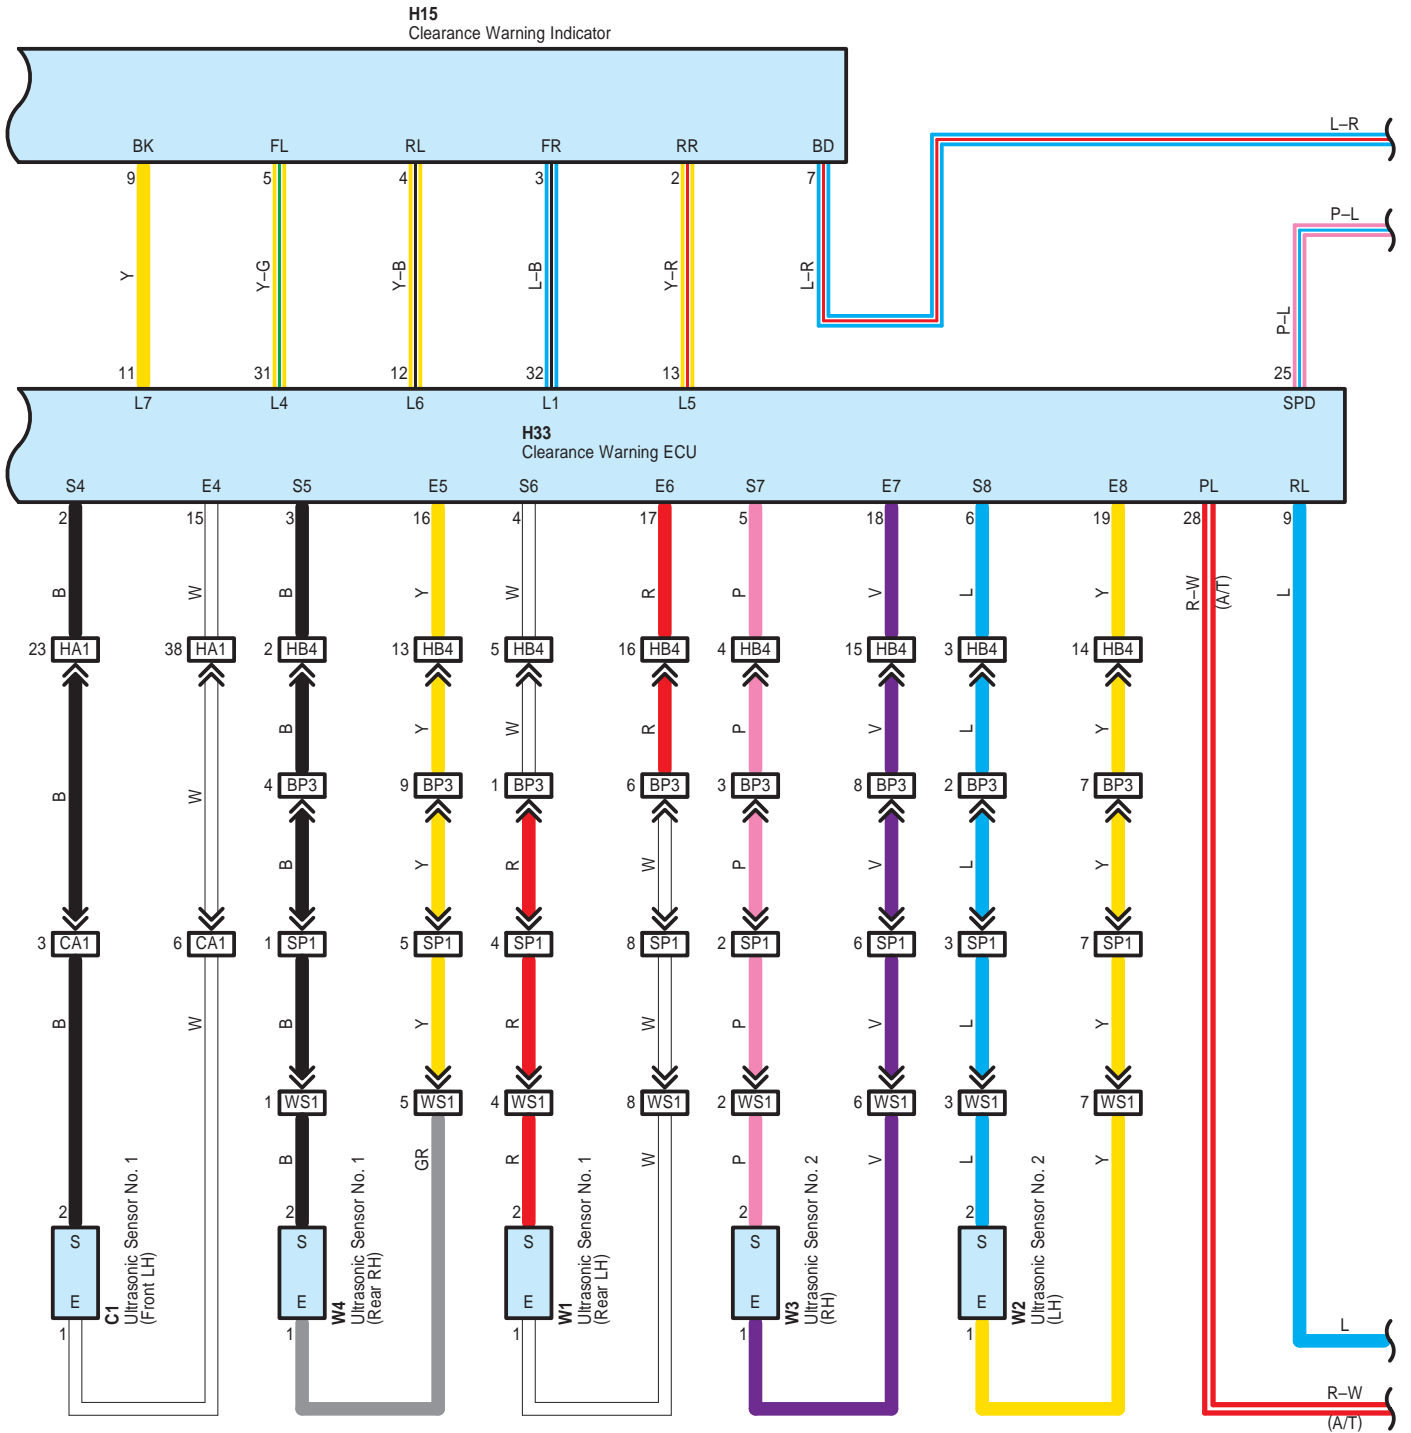 H15
Clearance Warning Indicator
L–R
BK FL RL FR RR BD
9 5 4 3 2 7
P–L
Y Y–G Y–B L–B Y–R L–R P–L
11 31 12 32 13 25
L7 L4 L6 L1 L5 SPD
H33
Clearance Warning ECU
S4 E4 S5 E5 S6 E6 S7 E7 S8 E8 PL RL
2 15 3 16 4 17 5 18 6 19 28 9
B W B Y W R P V L Y R–W (A/T) L
23 HA1 38 HA1 2 HB4 13 HB4 5 HB4 16 HB4 4 HB4 15 HB4 3 HB4 14 HB4
B Y W R P V L Y
4 BP3 9 BP3 1 BP3 6 BP3 3 BP3 8 BP3 2 BP3 7 BP3
B W
B Y R W P V L Y
3 CA1 6 CA1 1 SP1 5 SP1 4 SP1 8 SP1 2 SP1 6 SP1 3 SP1 7 SP1
B W B Y R W P V L Y
1 WS1 5 WS1 4 WS1 8 WS1 2 WS1 6 WS1 3 WS1 7 WS1
B GR R W P V L Y
2 2 2 2 2
S S S S S
E E E E E
1 1 1 1 1
C1
Ultrasonic Sensor No. 1
(Front LH)
W4
Ultrasonic Sensor No. 1
(Rear RH)
W1
Ultrasonic Sensor No. 1
(Rear LH)
W3
Ultrasonic Sensor No. 2
(RH)
W2
Ultrasonic Sensor No. 2
(LH)
L
R–W
(A/T)